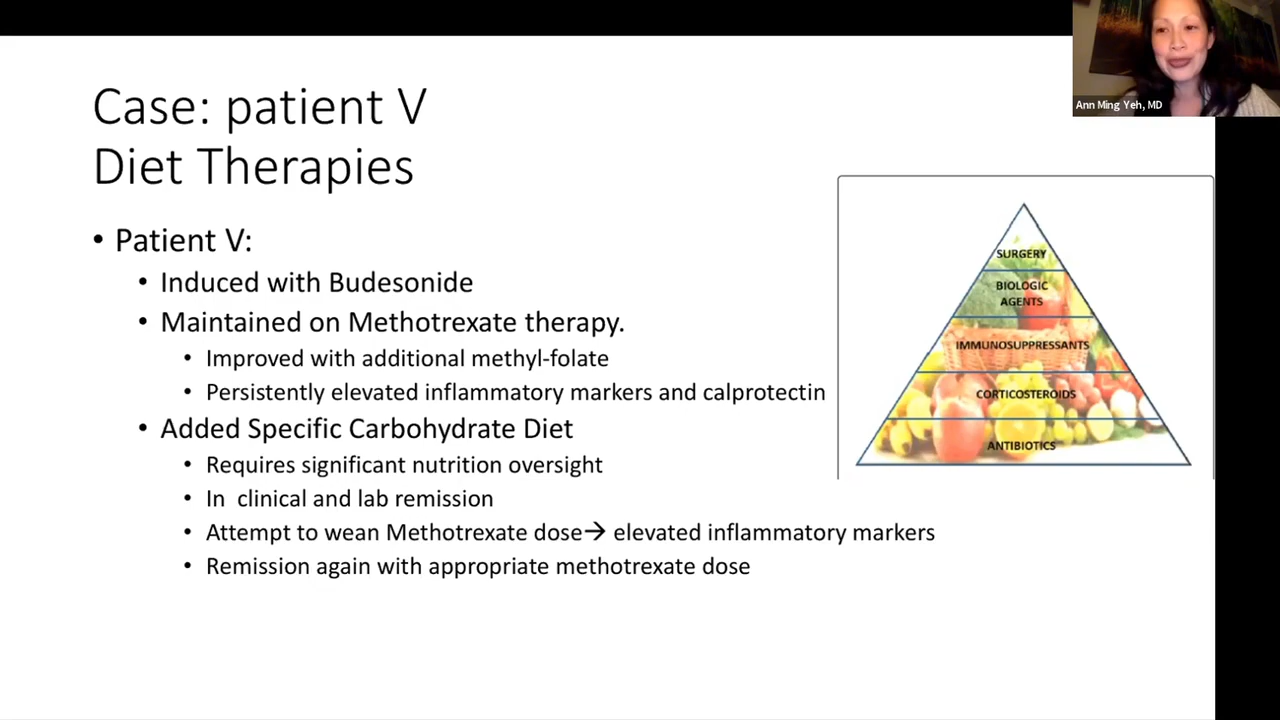 Ann Ming Yeh, MD
Case: patient V
Diet Therapies
• Patient V:
• Induced with Budesonide
• Maintained on Methotrexate therapy.
• Improved with additional methyl-folate
• Persistently elevated inflammatory markers and calprotectin
• Added Specific Carbohydrate Diet
• Requires significant nutrition oversight
• In  clinical and lab remission
• Attempt to wean Methotrexate dose→ elevated inflammatory markers
• Remission again with appropriate methotrexate dose
SURGERY
BIOLOGIC
AGENTS
IMMUNOSUPPRESSANTS
CORTICOSTEROIDS
ANTIBIOTICS